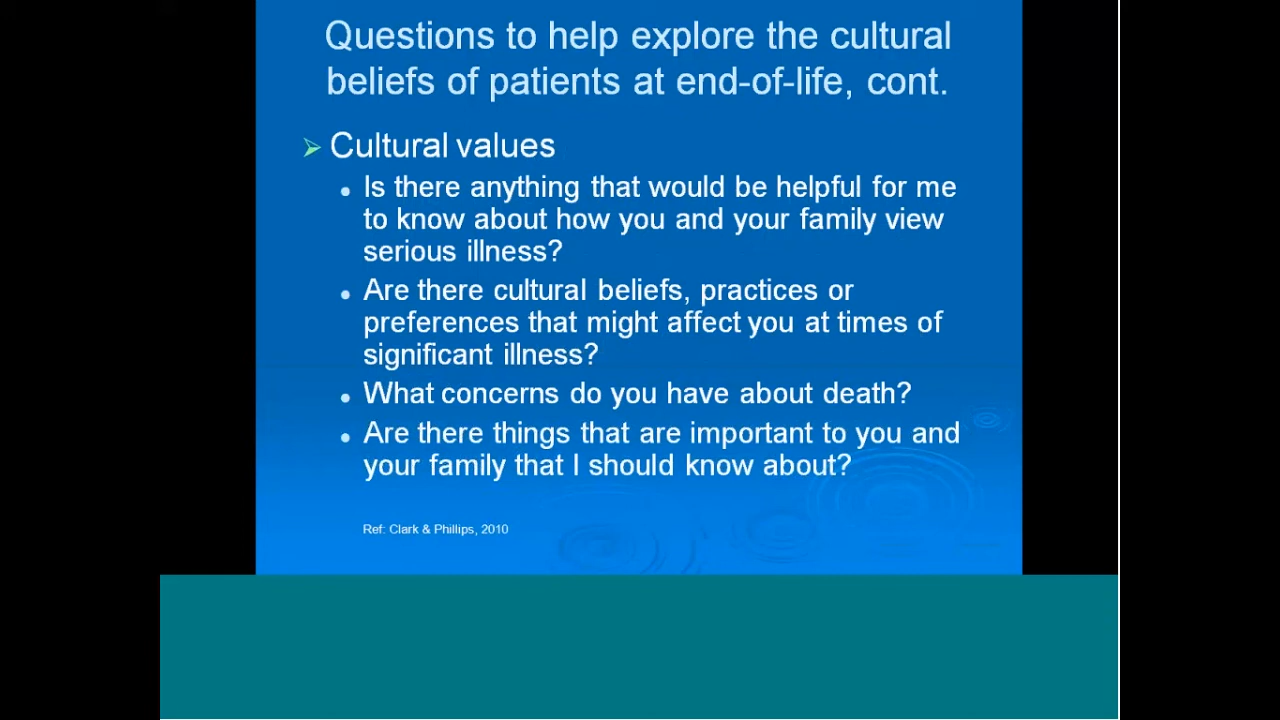 Questions to help explore the cultural
beliefs of patients at end-of-life, cont.
Cultural values
Is there anything that would be helpful for me
to know about how you and your family view
serious illness?
Are there cultural beliefs, practices or
preferences that might affect you at times of
significant illness?
What concerns do you have about death?
Are there things that are important to you and
your family that I should know about?
Ref: Clark & Phillips, 2010